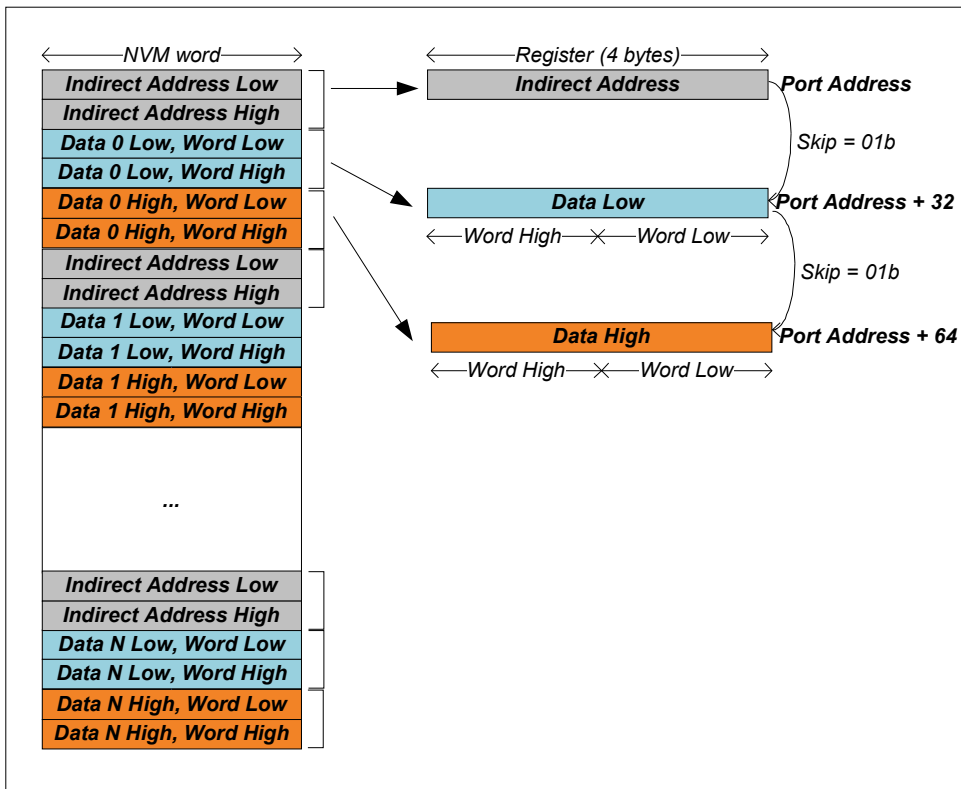 NVM word
Indirect Address Low
Indirect Address High
Data 0 Low, Word Low
Data 0 Low, Word High
Data 0 High, Word Low
Data 0 High, Word High
Indirect Address Low
Indirect Address High
Data 1 Low, Word Low
Data 1 Low, Word High
Data 1 High, Word Low
Data 1 High, Word High
...
Indirect Address Low
Indirect Address High
Data N Low, Word Low
Data N Low, Word High
Data N High, Word Low
Data N High, Word High
Register (4 bytes)
Indirect Address
Port Address
Skip = 01b
Data Low
Port Address + 32
Word High
Word Low
Skip = 01b
Data High
Port Address + 64
Word High
Word Low